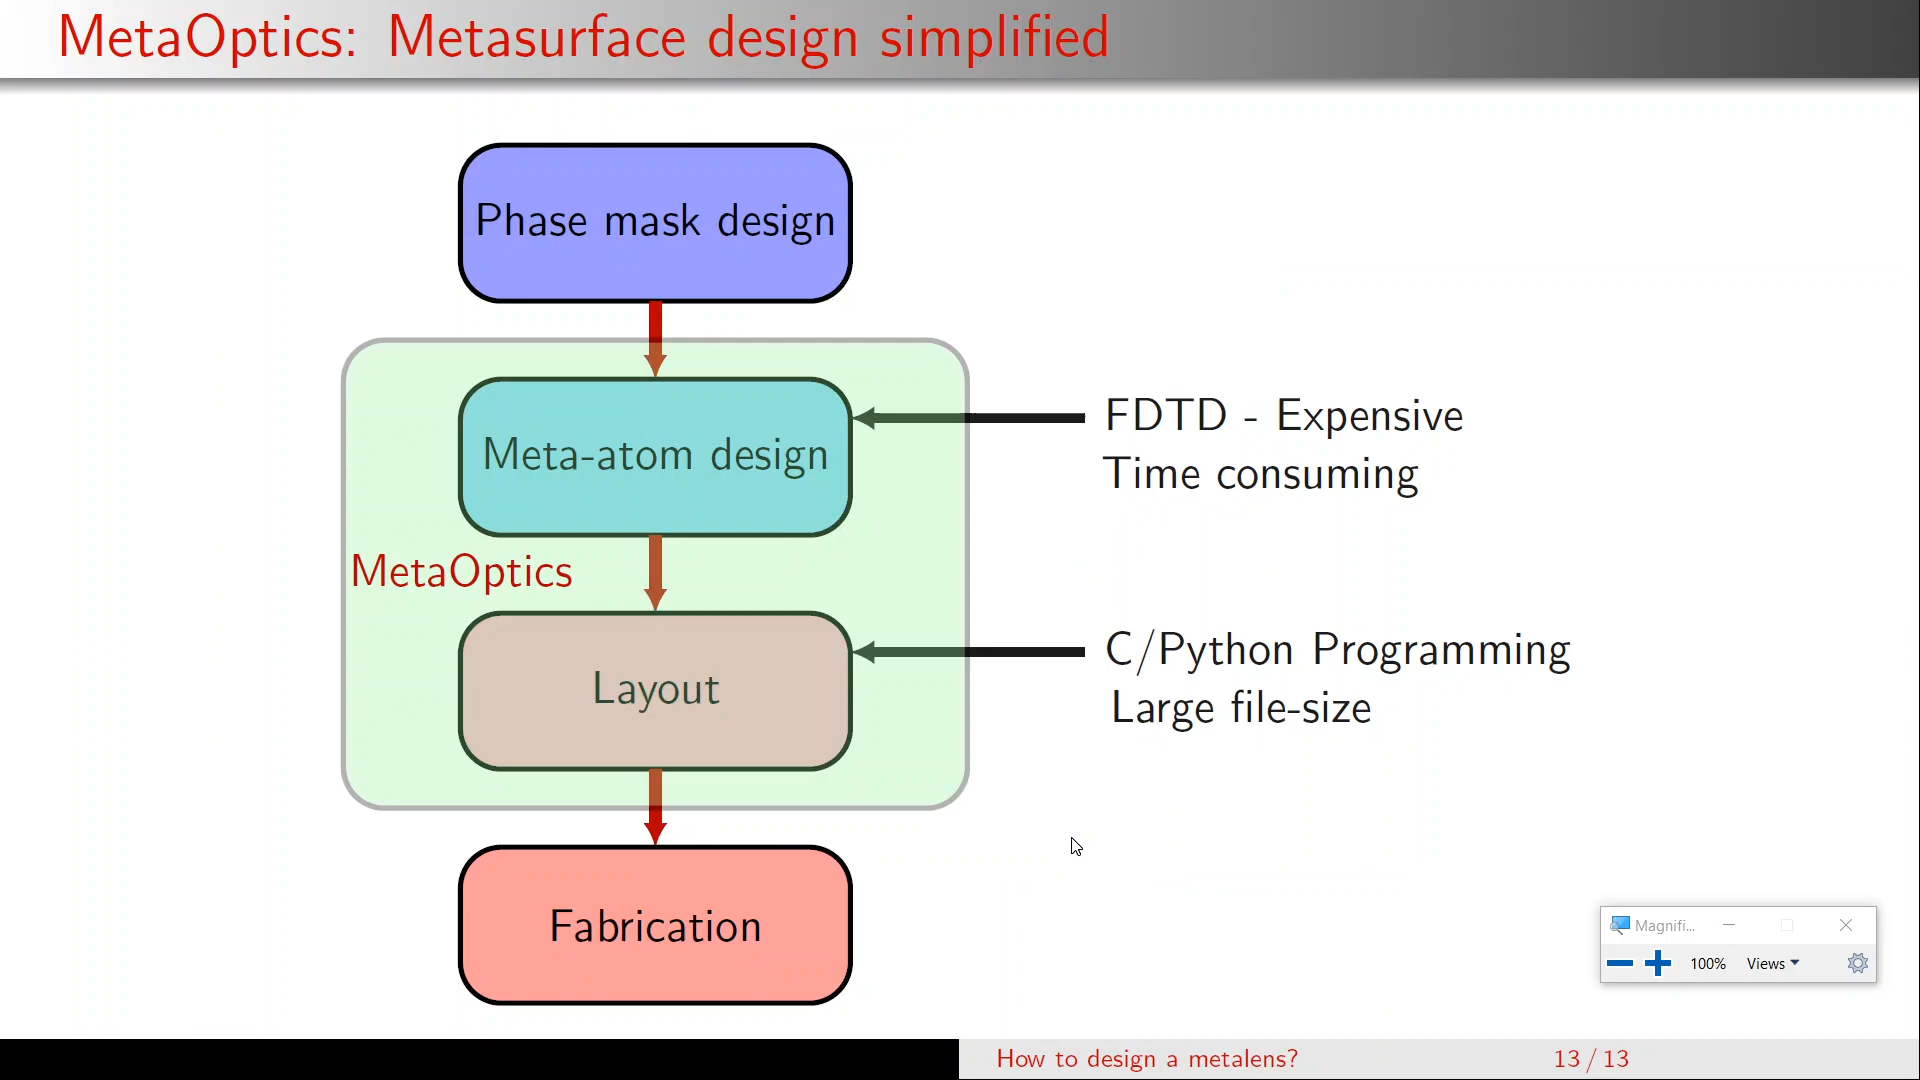 MetaOptics: Metasurface design simplified
Phase mask design
Meta-atom design
FDTD - Expensive
Time consuming
MetaOptics
Layout
C/Python Programming
Large file-size
Fabrication
Magnifi...
100% Views
How to design a metalens? 13 / 13